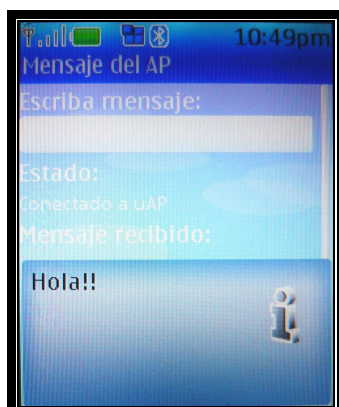 10:49pm
Mensaje del AP
Escriba mensaje:
Estado:
Conectado a uAP
Mensaje recibido:
Hola!!